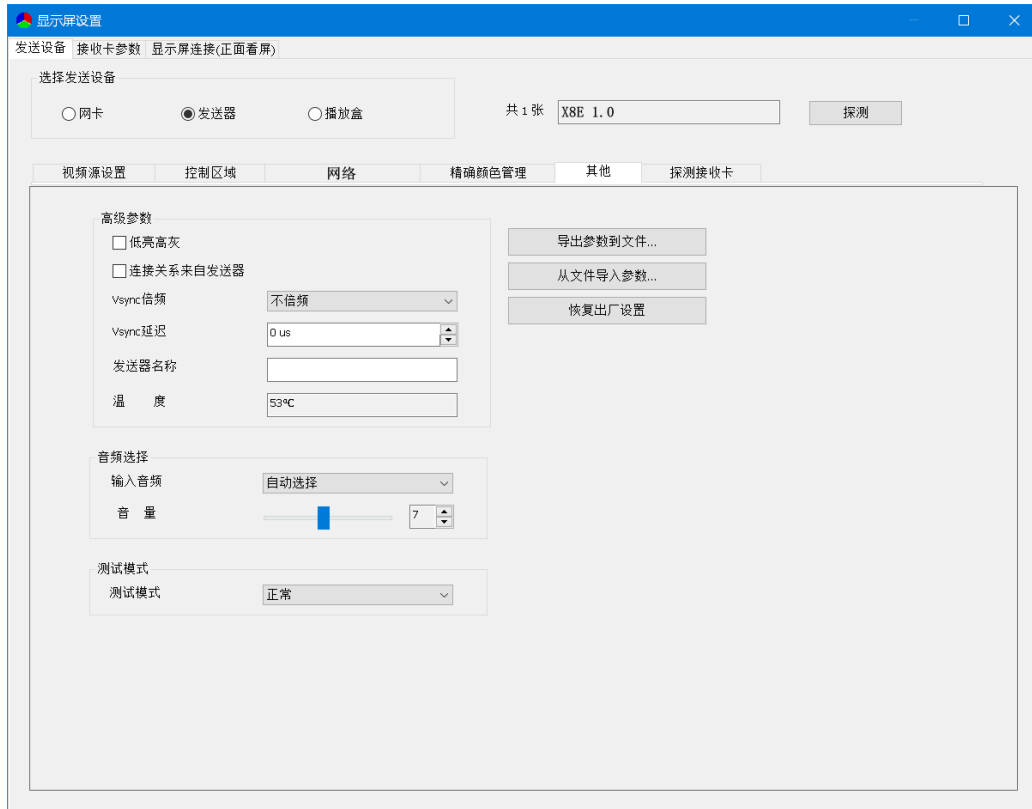 显示屏设置
发送设备 接收卡参数 显示屏连接(正面看屏)
选择发送设备
网卡 发送器 播放盒 共 1 张 X8E 1.0 探测
视频源设置 控制区域 网络 精确颜色管理 其他 探测接收卡
高级参数
低亮高灰 导出参数到文件...
连接关系来自发送器 从文件导入参数...
Vsync倍频 不倍频 恢复出厂设置
Vsync延迟 0 us
发送器名称
温 度 53℃
音频选择
输入音频 自动选择
音 量 7
测试模式
测试模式 正常